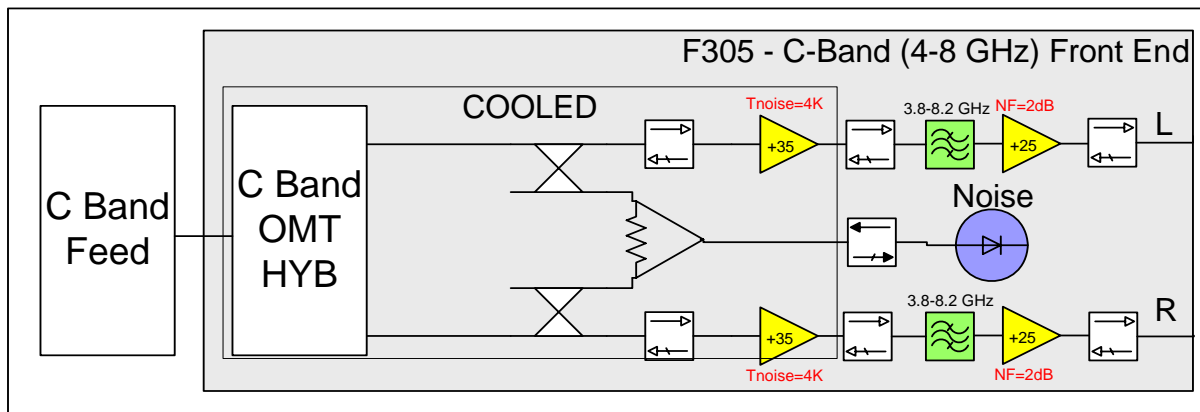 F305 - C-Band (4-8 GHz) Front End
COOLED
Tnoise=4K
3.8-8.2 GHz
NF=2dB
L
+35
+25
C Band
Feed
C Band
OMT
HYB
Noise
3.8-8.2 GHz
R
+35
+25
Tnoise=4K
NF=2dB